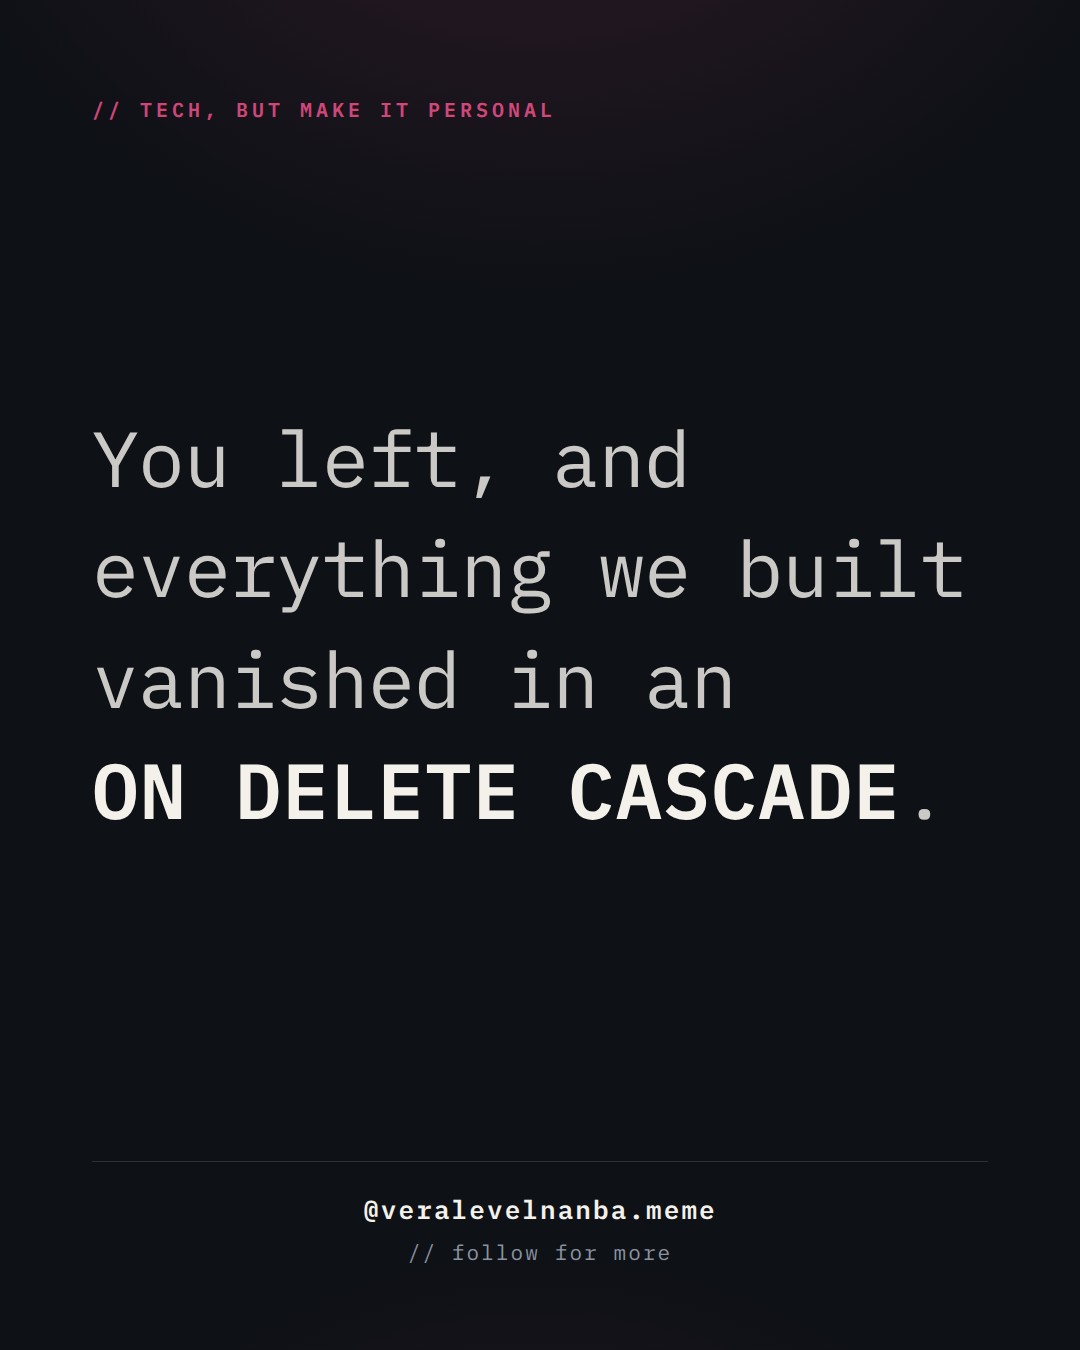 // TECH, BUT MAKE IT PERSONAL
You left, and
everything we built
vanished in an
ON DELETE CASCADE.
@veralevelnanba.meme
// follow for more